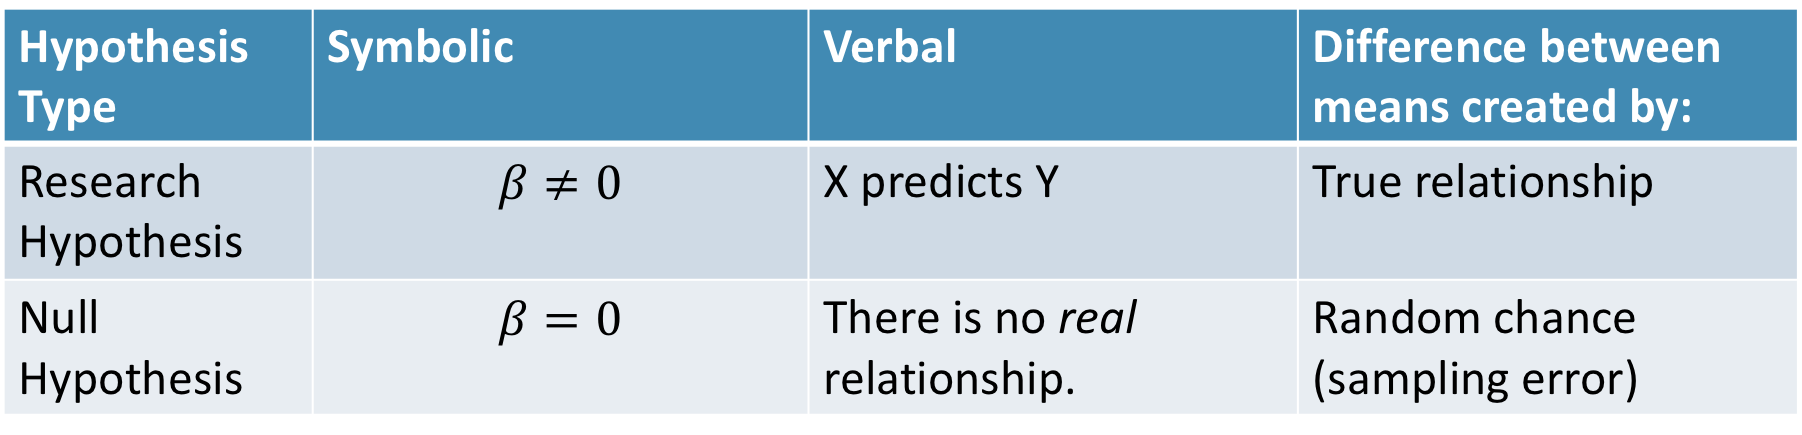 Hypothesis Type
Symbolic
Verbal
Difference between means created by:
Research Hypothesis
β ≠ 0
X predicts Y
True relationship
Null Hypothesis
β = 0
There is no real relationship.
Random chance (sampling error)